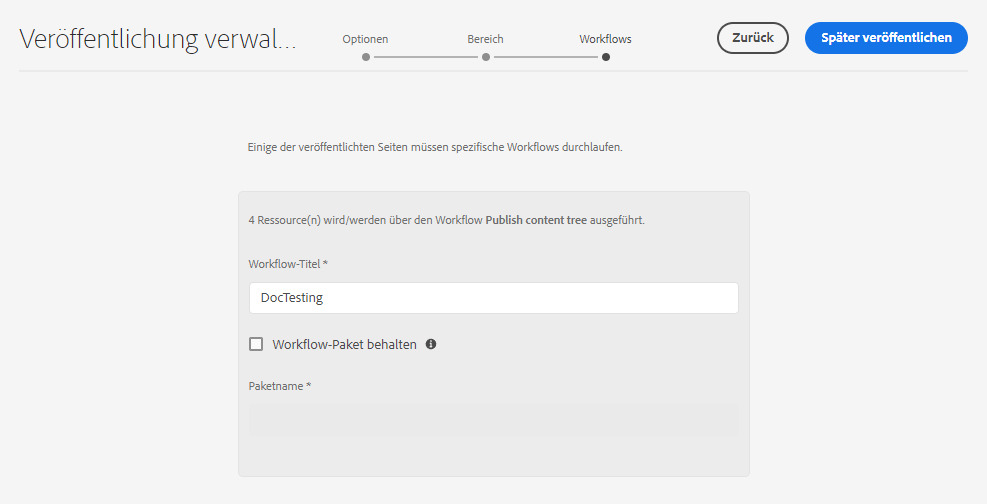 Veröffentlichung verwal...
Optionen
Bereich
Workflows
Zurück
Später veröffentlichen
Einige der veröffentlichten Seiten müssen spezifische Workflows durchlaufen.
4 Ressource(n) wird/werden über den Workflow Publish content tree ausgeführt.
Workflow-Titel *
DocTesting
Workflow-Paket behalten
Paketname *